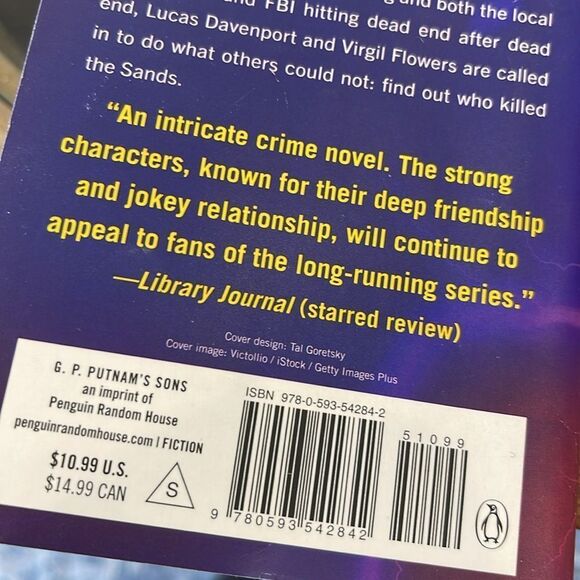 and both the local
and FBI hitting dead end after dead
end, Lucas Davenport and Virgil Flowers are called
in to do what others could not: find out who killed
the Sands.
“An intricate crime novel. The strong
characters, known for their deep friendship
and jokey relationship, will continue to
appeal to fans of the long-running series.”
—Library Journal (starred review)
Cover design: Tal Goretsky
Cover image: Victollio / iStock / Getty Images Plus
G. P. PUTNAM'S SONS
an imprint of
Penguin Random House
penguinrandomhouse.com | FICTION
$10.99 U.S.
$14.99 CAN
S
ISBN 978-0-593-54284-2
51099
9 780593 542842